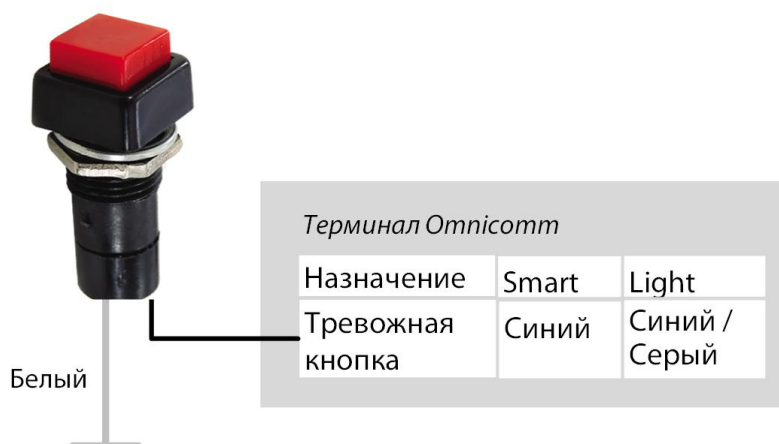 Терминал Omnicomm
Назначение Smart Light
Тревожная кнопка Синий Синий / Серый
Белый